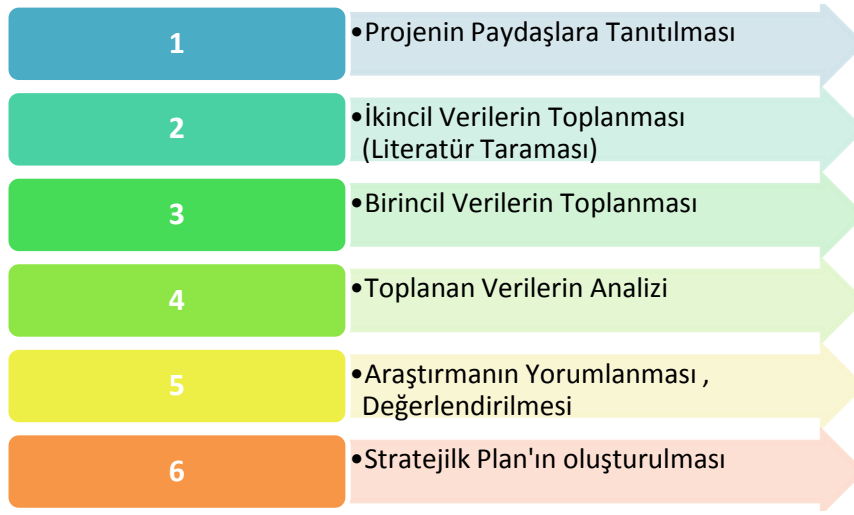 1
•Projenin Paydaşlara Tanıtılması
2
•İkincil Verilerin Toplanması
(Literatür Taraması)
3
•Birincil Verilerin Toplanması
4
•Toplanan Verilerin Analizi
5
•Araştırmanın Yorumlanması ,
Değerlendirilmesi
6
•Stratejilk Plan'ın oluşturulması